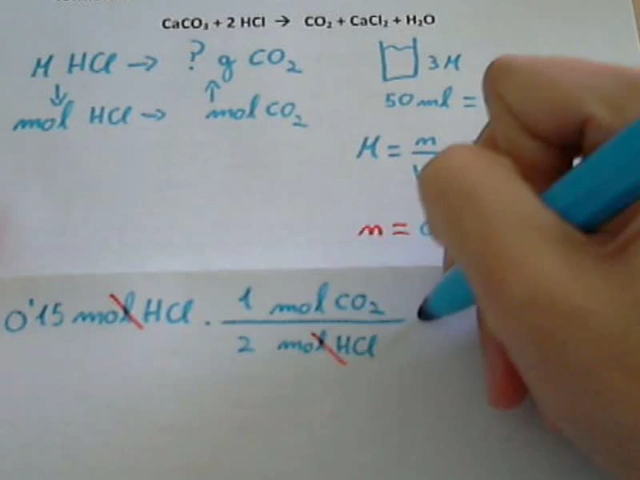 CaCO₃ + 2 HCl → CO₂ + CaCl₂ + H₂O
M HCl → ? g CO₂
mol HCl → mol CO₂
3M
50 ml =
M =
m =
0'15 mol HCl . 1 mol CO₂
2 mol HCl